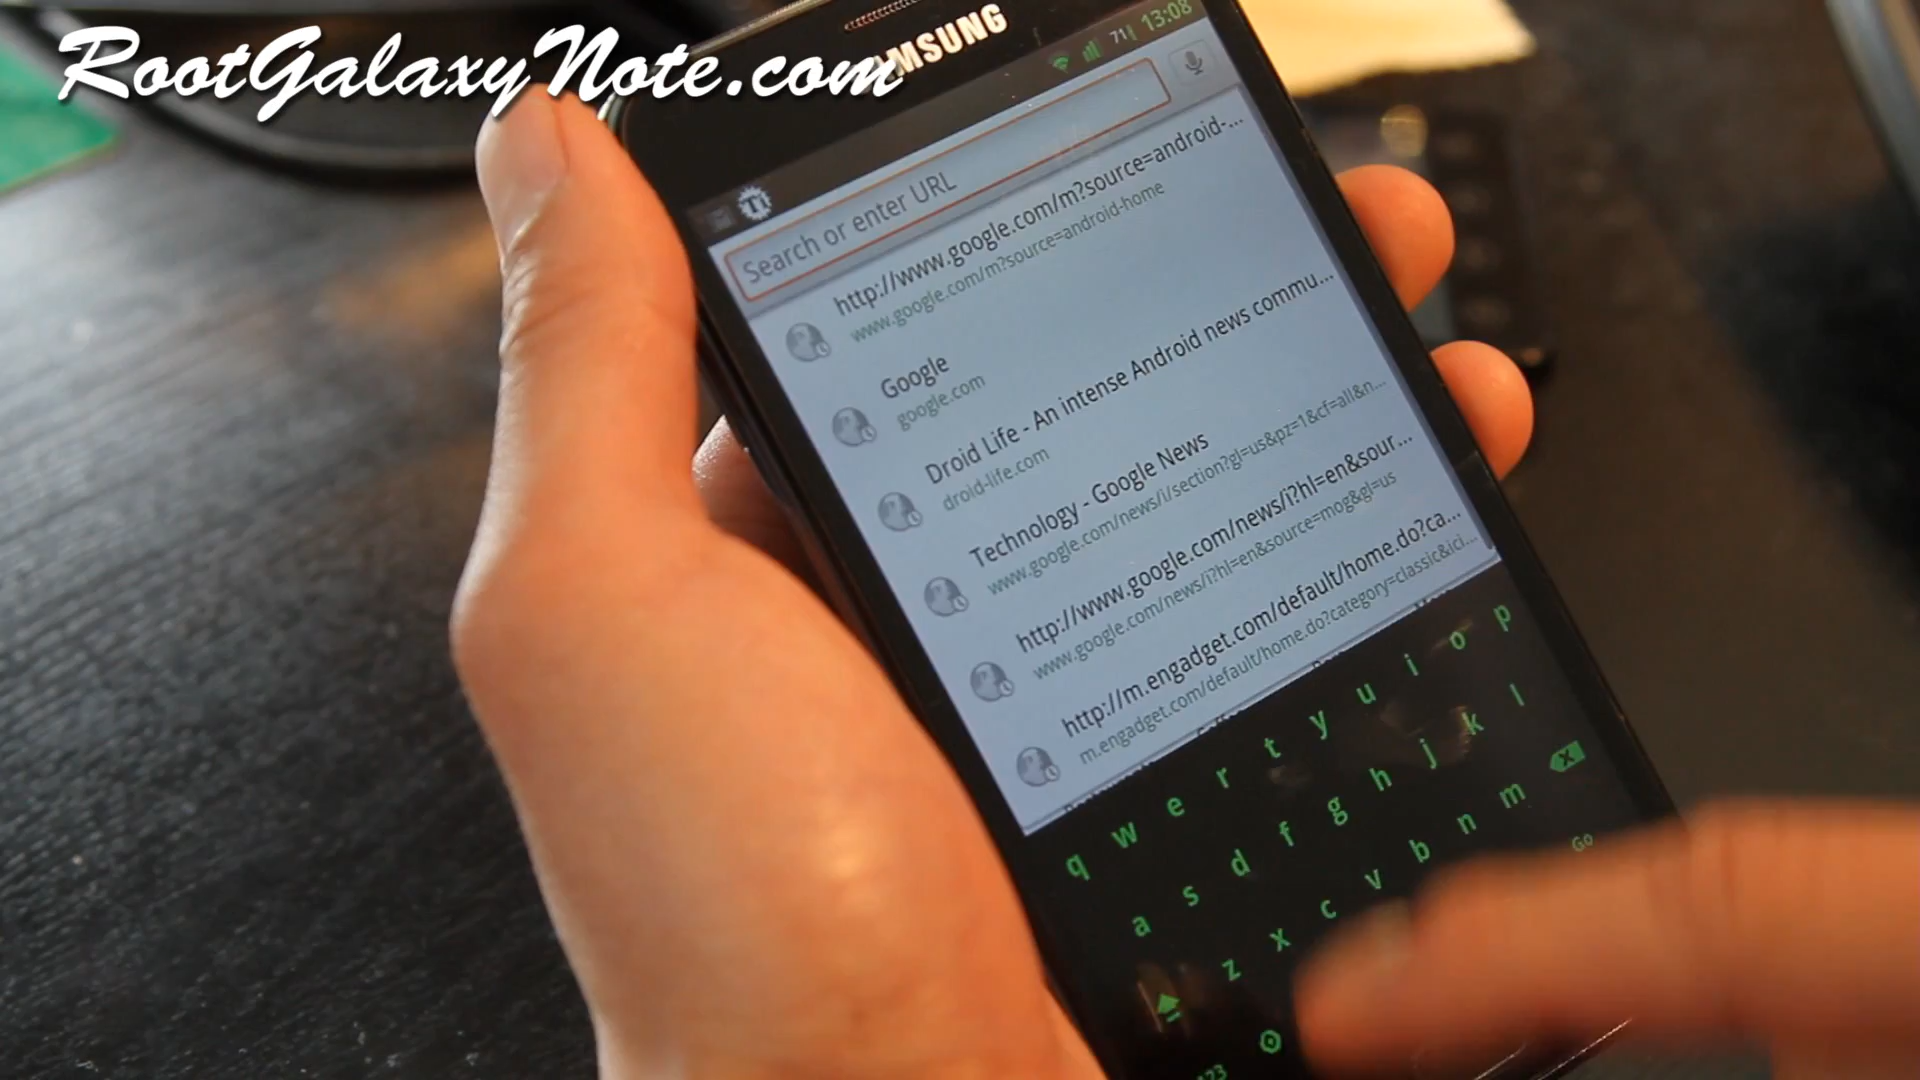 RootGalaxyNote.com
SAMSUNG
71 13:08
Ti
Search or enter URL
http://www.google.com/m?source=android-...
www.google.com/m?source=android-home
Google
google.com
Droid Life - An intense Android news commu...
droid-life.com
Technology - Google News
www.google.com/news/i/section?gl=us&pz=1&cf=all&n...
http://www.google.com/news/i?hl=en&sour...
www.google.com/news/i?hl=en&source=mog&gl=us
http://m.engadget.com/default/home.do?ca...
m.engadget.com/default/home.do?category=classic&ici...
q w e r t y u i o p
a s d f g h j k l
z x c v b n m
Go
123